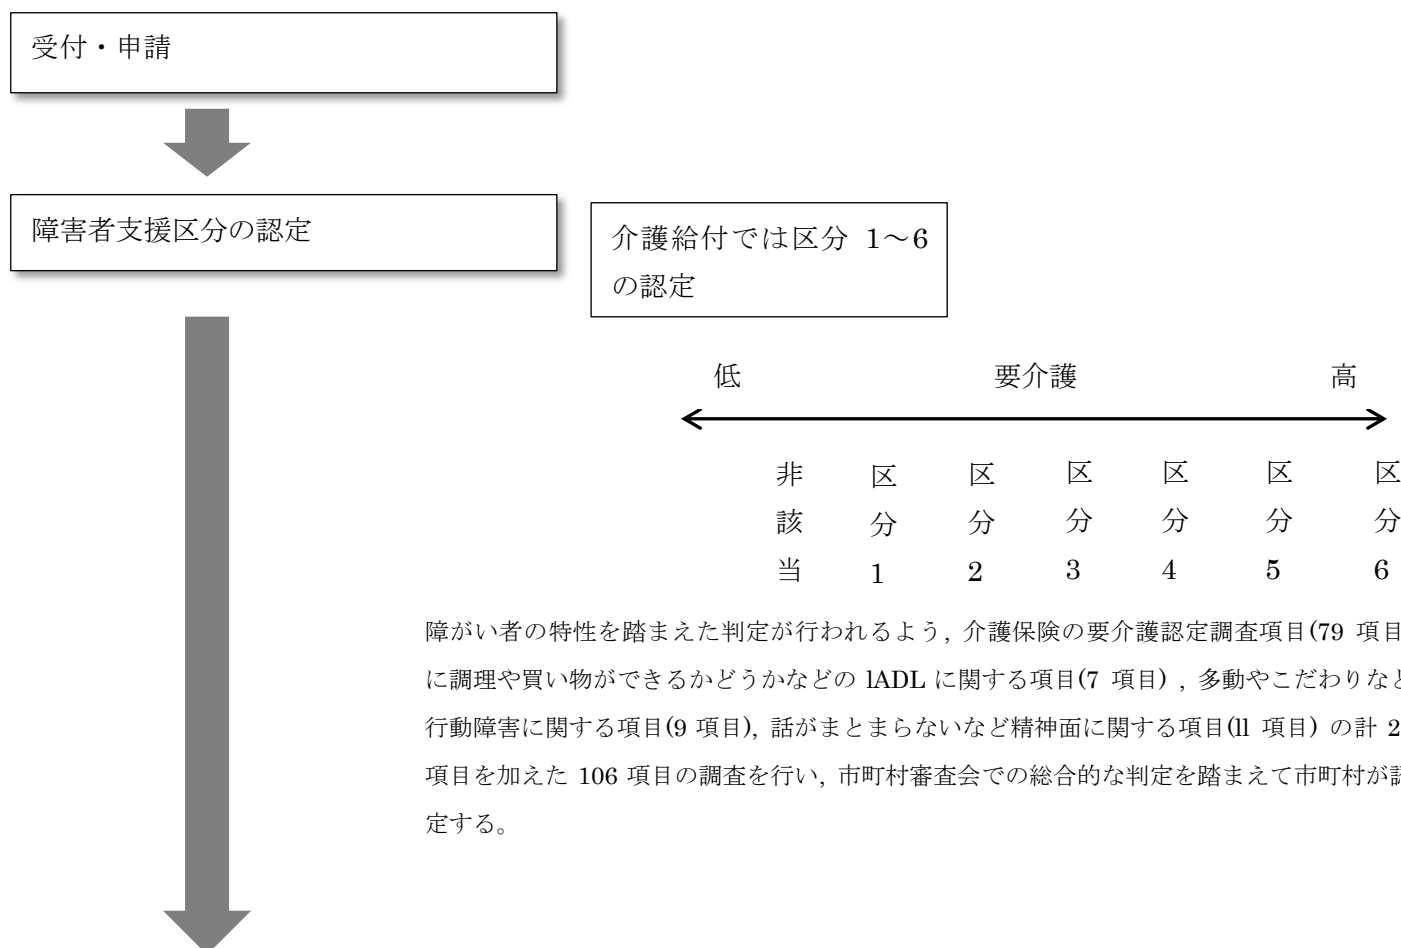 受付・申請
障害者支援区分の認定
介護給付では区分 1～6
の認定
低 要介護 高
非該当 区分1 区分2 区分3 区分4 区分5 区分6
障がい者の特性を踏まえた判定が行われるよう, 介護保険の要介護認定調査項目(79 項目
に調理や買い物ができるかどうかなどの lADL に関する項目(7 項目) , 多動やこだわりなど
行動障害に関する項目(9 項目), 話がまとまらないなど精神面に関する項目(ll 項目) の計 2
項目を加えた 106 項目の調査を行い, 市町村審査会での総合的な判定を踏まえて市町村が認
定する。